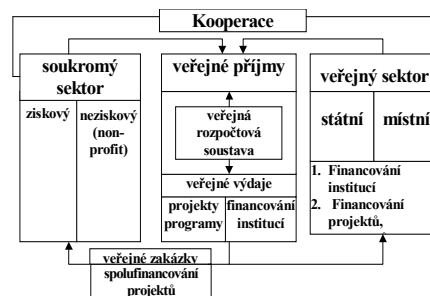 Kooperace
soukromý
sektor
ziskový
neziskový
(non-
profit)
veřejné příjmy
veřejná
rozpočtová
soustava
veřejné výdaje
projekty
programy
financování
institucí
veřejný sektor
státní
místní
1. Financování
institucí
2. Financování
projektů,
veřejné zakázky
spolufinancování
projektů